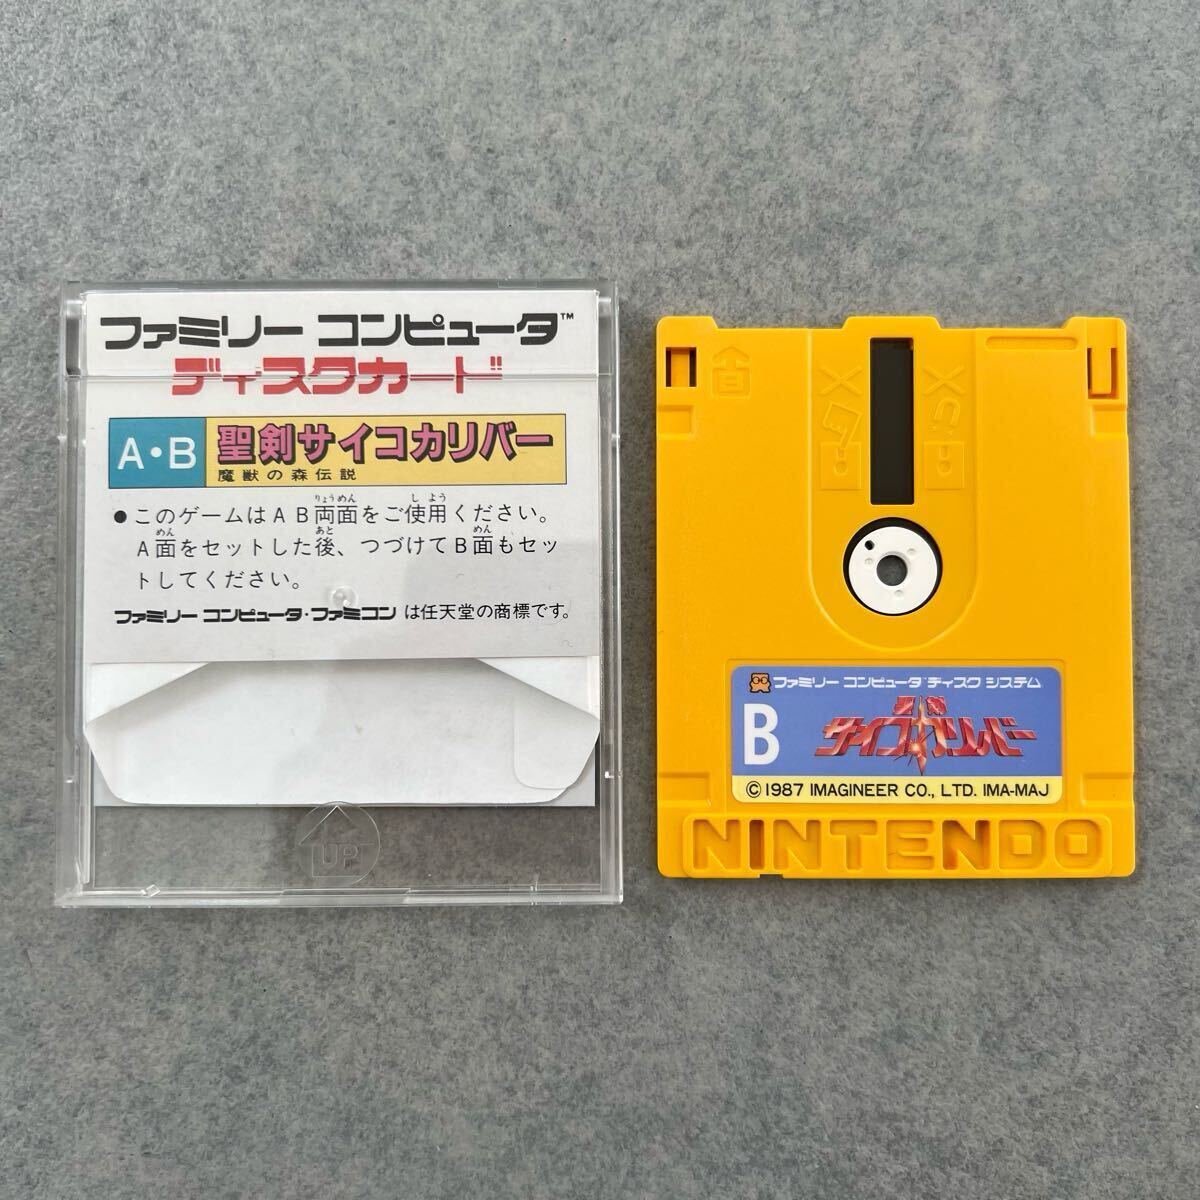 ファミリー コンピュータ™
ディスクカード
A・B
聖剣サイコカリバー
魔獣の森伝説
●このゲームはＡＢ両面をご使用ください。
Ａ面をセットした後、つづけてＢ面もセッ
トしてください。
ファミリー コンピュータ・ファミコン は任天堂の商標です。
UP
B
ファミリー コンピュータ™ ディスク システム
B
聖剣
サイコカリバー
©1987 IMAGINEER CO., LTD. IMA-MAJ
NINTENDO